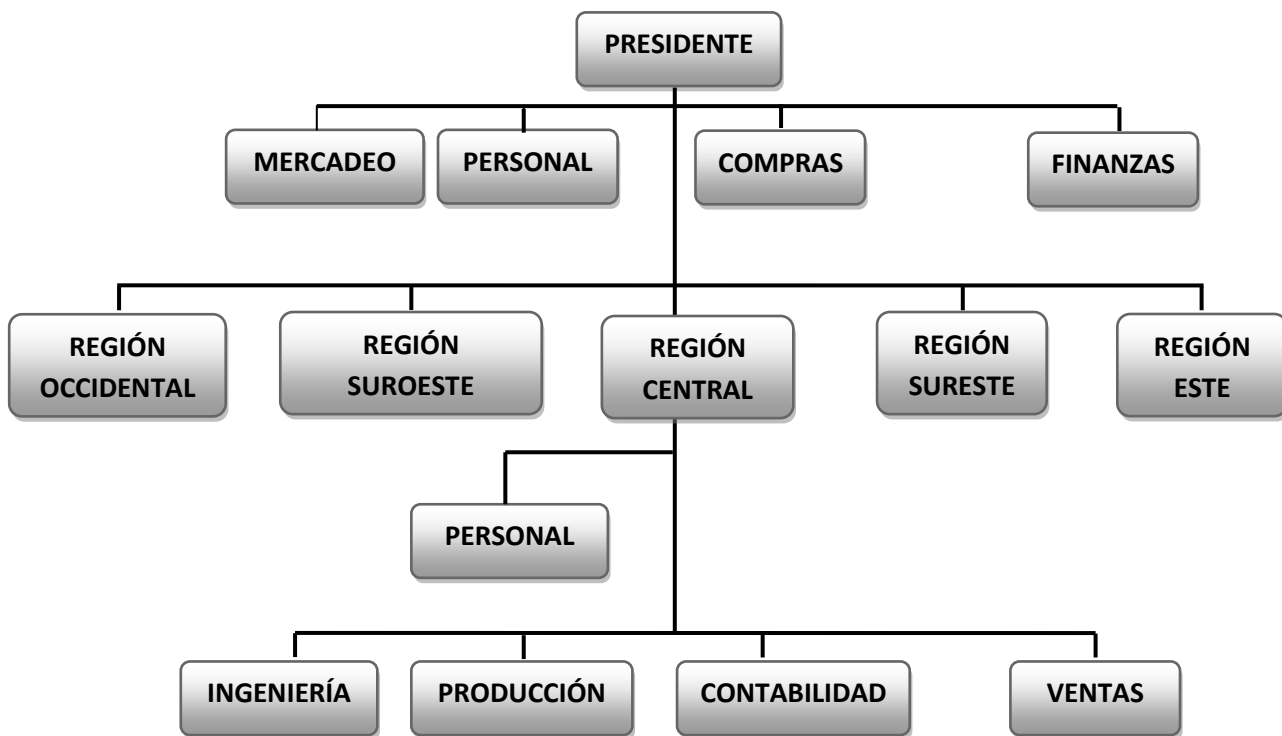 PRESIDENTE
MERCADEO
PERSONAL
COMPRAS
FINANZAS
REGIÓN
OCCIDENTAL
REGIÓN
SUROESTE
REGIÓN
CENTRAL
REGIÓN
SURESTE
REGIÓN
ESTE
PERSONAL
INGENIERÍA
PRODUCCIÓN
CONTABILIDAD
VENTAS